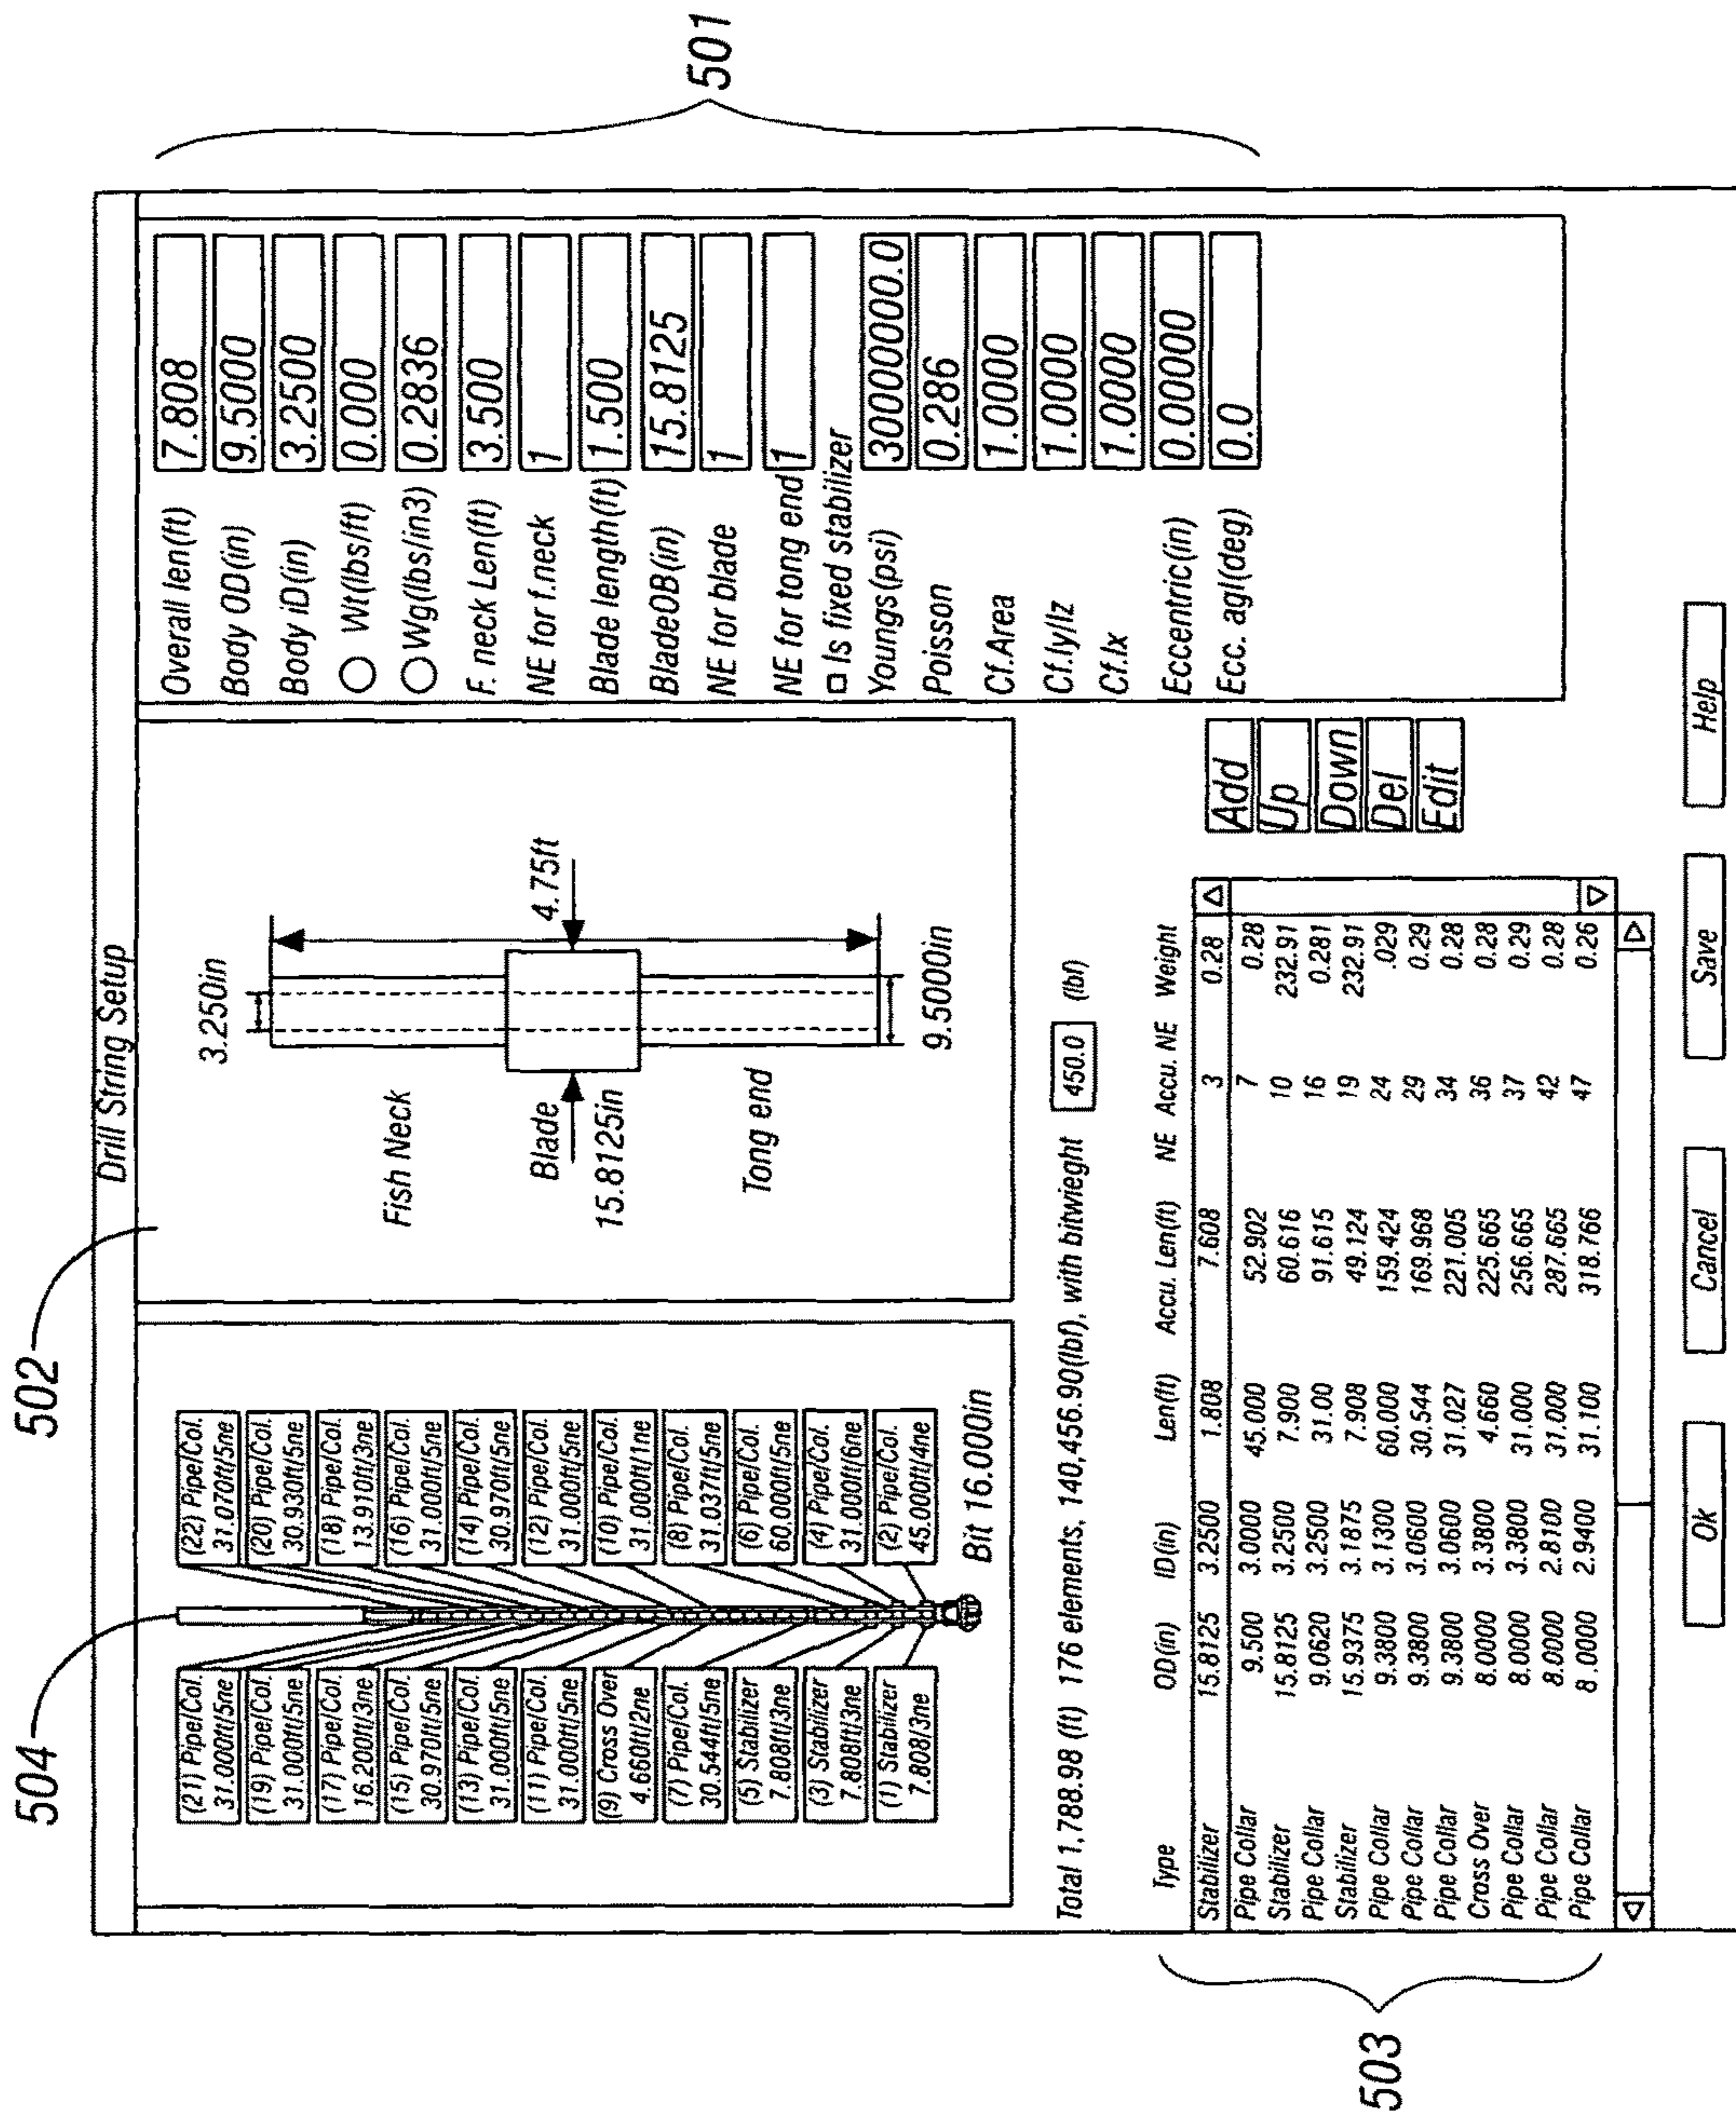 504
502
501
503
Drill String Setup
(21) Pipe/Col.
31.000ft/5ne
(19) Pipe/Col.
31.000ft/5ne
(17) Pipe/Col.
16.200ft/3ne
(15) Pipe/Col.
30.970ft/5ne
(13) Pipe/Col.
31.000ft/5ne
(11) Pipe/Col.
31.000ft/5ne
(9) Cross Over
4.660ft/2ne
(7) Pipe/Col.
30.544ft/5ne
(5) Stabilizer
7.808ft/3ne
(3) Stabilizer
7.808ft/3ne
(1) Stabilizer
7.808/3ne
(22) Pipe/Col.
31.070ft/5ne
(20) Pipe/Col.
30.930ft/5ne
(18) Pipe/Col.
13.910ft/3ne
(16) Pipe/Col.
31.000ft/5ne
(14) Pipe/Col.
30.970ft/5ne
(12) Pipe/Col.
31.000ft/5ne
(10) Pipe/Col.
31.000ft/1ne
(8) Pipe/Col.
31.037ft/5ne
(6) Pipe/Col.
60.000ft/5ne
(4) Pipe/Col.
31.000ft/6ne
(2) Pipe/Col.
45.000ft/4ne
Bit 16.000in
3.250in
Fish Neck
Blade
15.8125in
4.75ft
Tong end
9.5000in
Overall len(ft) 7.808
Body OD(in) 9.5000
Body iD(in) 3.2500
Wt(lbs/ft) 0.000
Wg(lbs/in3) 0.2836
F. neck Len(ft) 3.500
NE for f.neck 1
Blade length(ft) 1.500
BladeOB(in) 15.8125
NE for blade 1
NE for tong end 1
Is fixed stabilizer
Youngs(psi) 30000000.0
Poisson 0.286
Cf.Area 1.0000
Cf.Iy/Iz 1.0000
Cf.Ix 1.0000
Eccentric(in) 0.00000
Ecc. agl(deg) 0.0
Total 1,788.98 (ft) 176 elements, 140,456.90(lbf), with bitwieght 450.0 (lbf)
Type OD(in) ID(in) Len(ft) Accu. Len(ft) NE Accu. NE Weight
Stabilizer 15.8125 3.2500 1.808 7.608 3 0.28
Pipe Collar 9.500 3.0000 45.000 52.902 7 0.28
Stabilizer 15.8125 3.2500 7.900 60.616 10 232.91
Pipe Collar 9.0620 3.2500 31.00 91.615 16 0.281
Stabilizer 15.9375 3.1875 7.908 49.124 19 232.91
Pipe Collar 9.3800 3.1300 60.000 159.424 24 .029
Pipe Collar 9.3800 3.0600 30.544 169.968 29 0.29
Pipe Collar 9.3800 3.0600 31.027 221.005 34 0.28
Cross Over 8.0000 3.3800 4.660 225.665 36 0.28
Pipe Collar 8.0000 3.3800 31.000 256.665 37 0.29
Pipe Collar 8.0000 2.8100 31.000 287.665 42 0.28
Pipe Collar 8.0000 2.9400 31.100 318.766 47 0.26
Add
Up
Down
Del
Edit
Ok Cancel Save Help